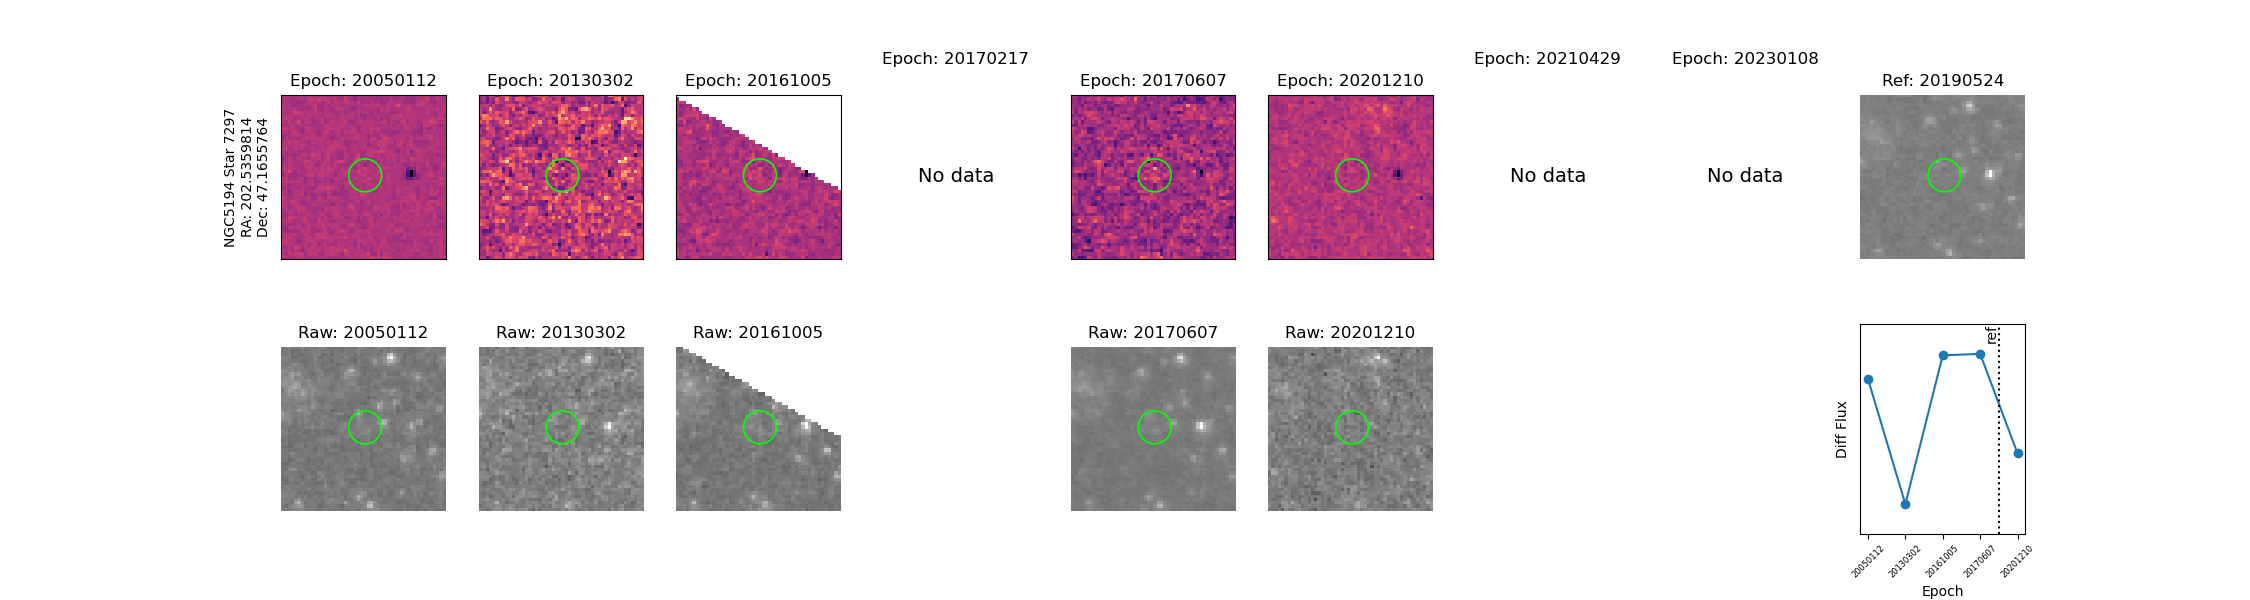 Epoch: 20170217
Epoch: 20210429
Epoch: 20230108
Epoch: 20050112
Epoch: 20130302
Epoch: 20161005
Epoch: 20170607
Epoch: 20201210
Ref: 20190524
NGC5194 Star 7297
RA: 202.5359814
Dec: 47.1655764
No data
No data
No data
Raw: 20050112
Raw: 20130302
Raw: 20161005
Raw: 20170607
Raw: 20201210
ref
Diff Flux
20050112
20130302
20161005
20170607
20201210
Epoch